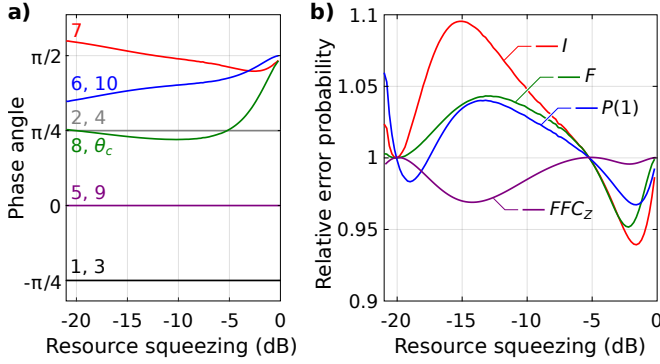 a)
Phase angle
π/2
π/4
0
-π/4
7
6, 10
2, 4
8, θc
5, 9
1, 3
-20 -15 -10 -5 0
Resource squeezing (dB)
b)
Relative error probability
1.1
1.05
1
0.95
0.9
I
F
P(1)
FFCZ
-20 -15 -10 -5 0
Resource squeezing (dB)